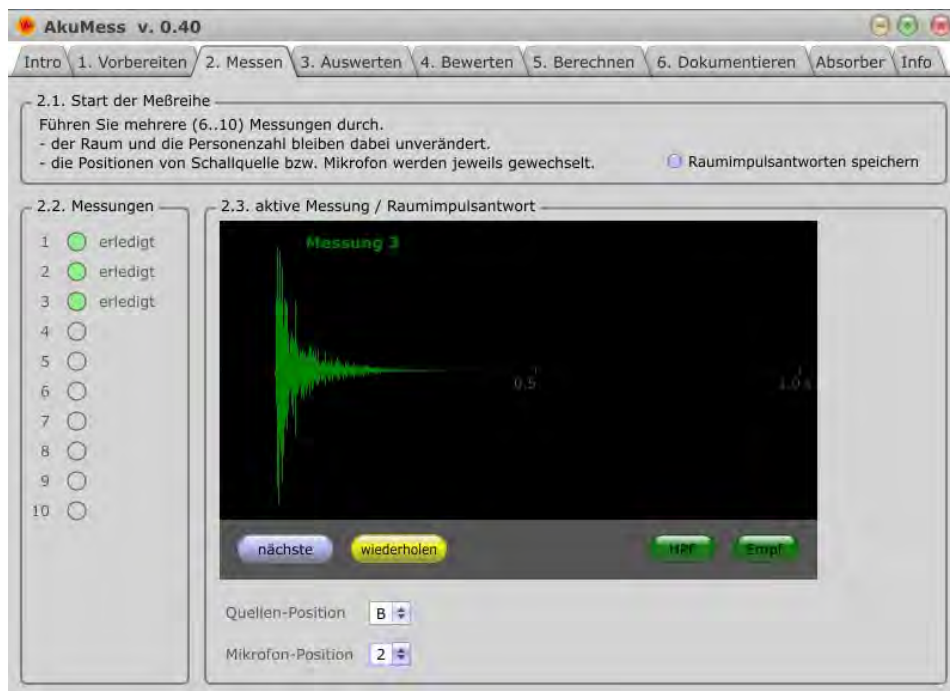 AkuMess v. 0.40
Intro 1. Vorbereiten 2. Messen 3. Auswerten 4. Bewerten 5. Berechnen 6. Dokumentieren Absorber Info
2.1. Start der Meßreihe
Führen Sie mehrere (6..10) Messungen durch.
- der Raum und die Personenzahl bleiben dabei unverändert.
- die Positionen von Schallquelle bzw. Mikrofon werden jeweils gewechselt.
Raumimpulsantworten speichern
2.2. Messungen
1 erledigt
2 erledigt
3 erledigt
4
5
6
7
8
9
10
2.3. aktive Messung / Raumimpulsantwort
Messung 3
0.5 1.0 s
nächste wiederholen HPF Empf
Quellen-Position B
Mikrofon-Position 2